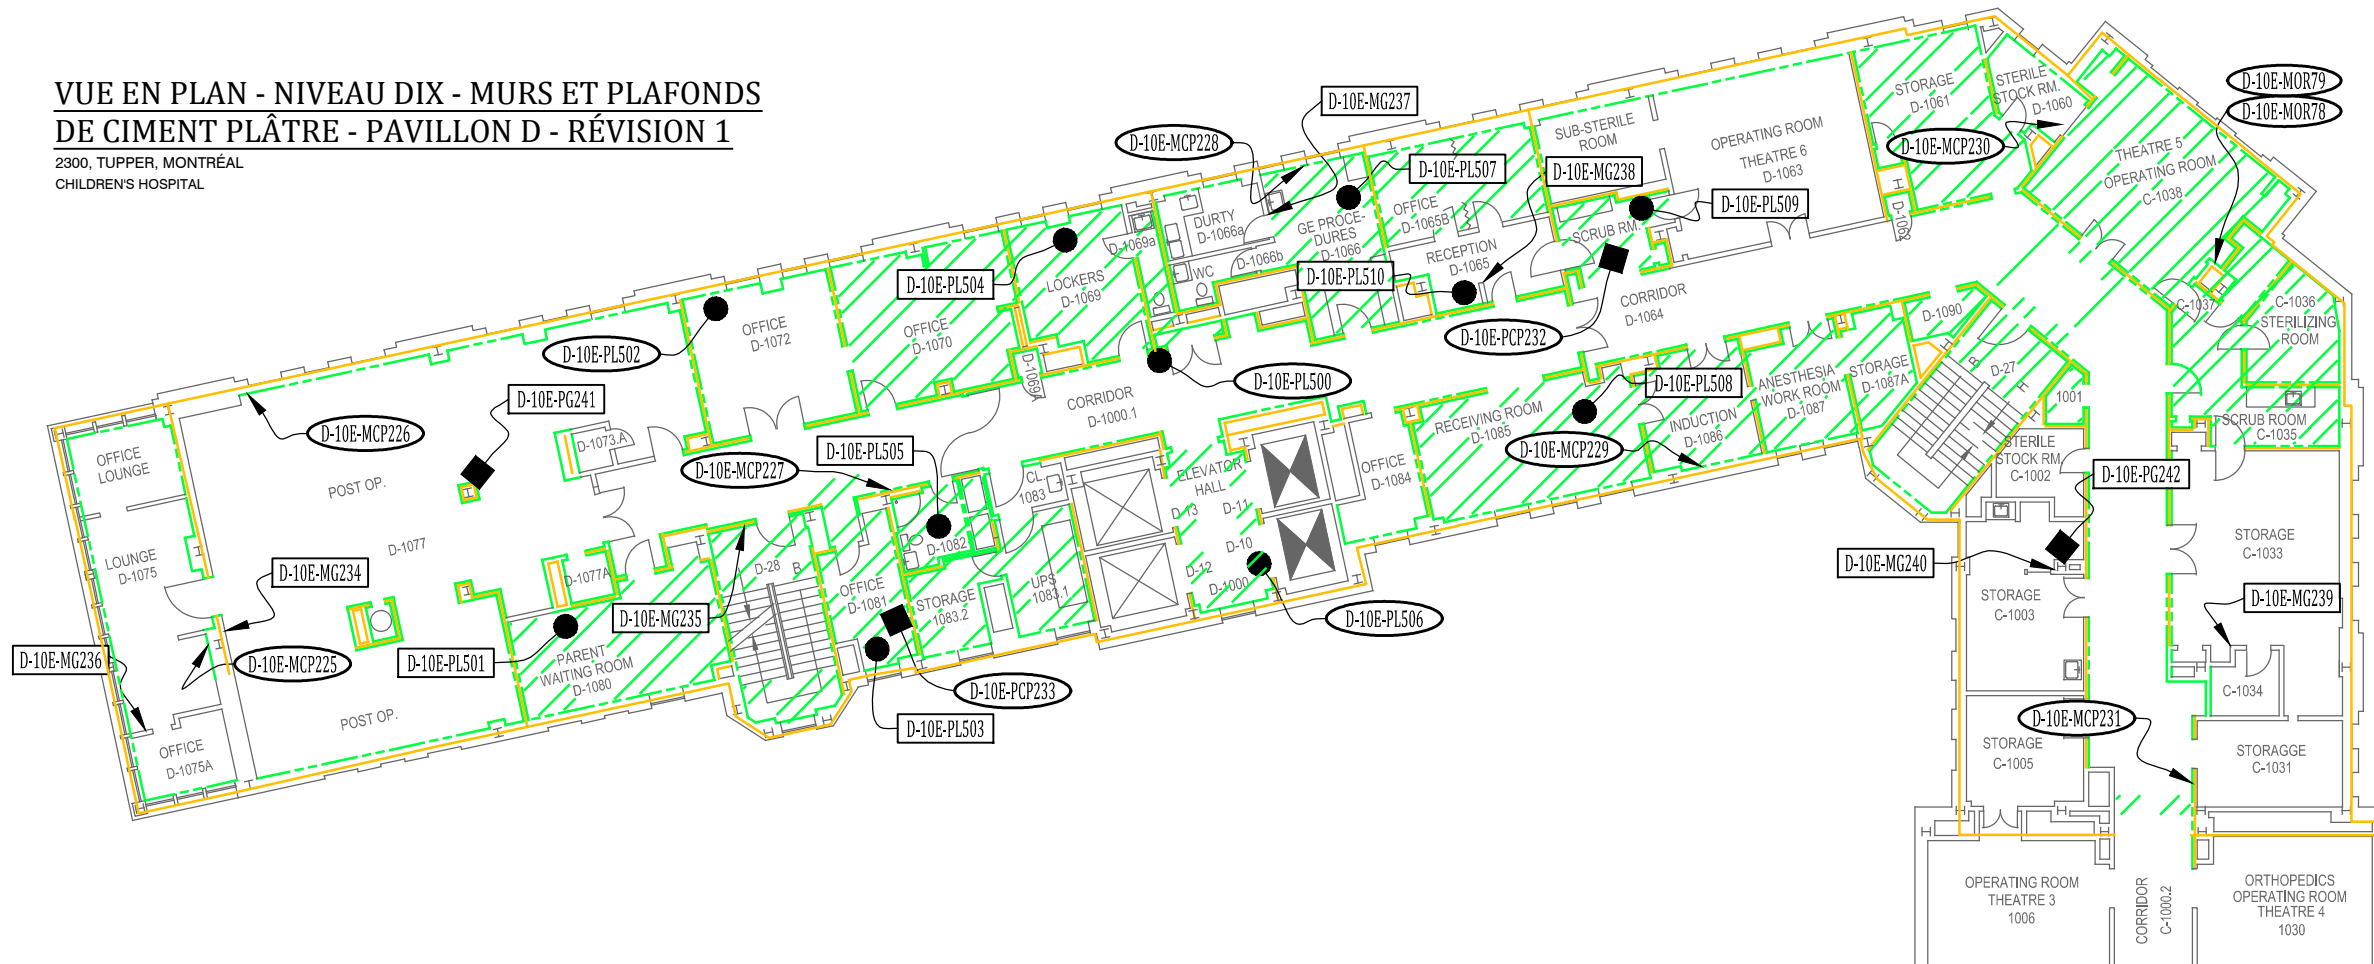 VUE EN PLAN - NIVEAU DIX - MURS ET PLAFONDS
DE CIMENT PLÂTRE - PAVILLON D - RÉVISION 1
2300, TUPPER, MONTRÉAL
CHILDREN'S HOSPITAL
D-10E-MG237
D-10E-MCP228
D-10E-PL507
D-10E-MG238
D-10E-PL509
D-10E-MCP230
D-10E-MOR79
D-10E-MOR78
D-10E-PL504
D-10E-PL510
D-10E-PL502
D-10E-PCP232
D-10E-PL500
D-10E-PL508
D-10E-PG241
D-10E-MCP226
D-10E-MCP227
D-10E-PL505
D-10E-MCP229
D-10E-PG242
D-10E-MG234
D-10E-MG240
D-10E-MG235
D-10E-MG239
D-10E-PL506
D-10E-MG236
D-10E-MCP225
D-10E-PL501
D-10E-PCP233
D-10E-PL503
D-10E-MCP231
STORAGE
D-1061
STERILE
STOCK RM.
D-1060
SUB-STERILE
ROOM
OPERATING ROOM
THEATRE 6
D-1063
THEATRE 5
OPERATING ROOM
C-1038
D-1062
DURTY
D-1066a
GE PROCE-
DURES
D-1066
D-1066b
WC
OFFICE
D-1065B
RECEPTION
D-1065
SCRUB RM.
CORRIDOR
D-1064
D-1069a
LOCKERS
D-1069
D-1069A
OFFICE
D-1070
OFFICE
D-1072
CORRIDOR
D-1000.1
D-1090
C-1037
C-1036
STERILIZING
ROOM
D-27
B
1001
SCRUB ROOM
C-1035
STORAGE
D-1087A
ANESTHESIA
WORK ROOM
D-1087
INDUCTION
D-1086
RECEIVING ROOM
D-1085
OFFICE
D-1084
ELEVATOR
HALL
D-13
D-11
D-10
D-12
D-1000
CL.
1083
D-1082
UPS
1083.1
STORAGE
1083.2
OFFICE
D-1081
D-28
B
PARENT
WAITING ROOM
D-1080
D-1077A
D-1073.A
POST OP.
D-1077
POST OP.
OFFICE
LOUNGE
LOUNGE
D-1075
OFFICE
D-1075A
STERILE
STOCK RM.
C-1002
STORAGE
C-1003
STORAGE
C-1005
STORAGE
C-1033
C-1034
STORAGGE
C-1031
OPERATING ROOM
THEATRE 3
1006
CORRIDOR
C-1000.2
ORTHOPEDICS
OPERATING ROOM
THEATRE 4
1030